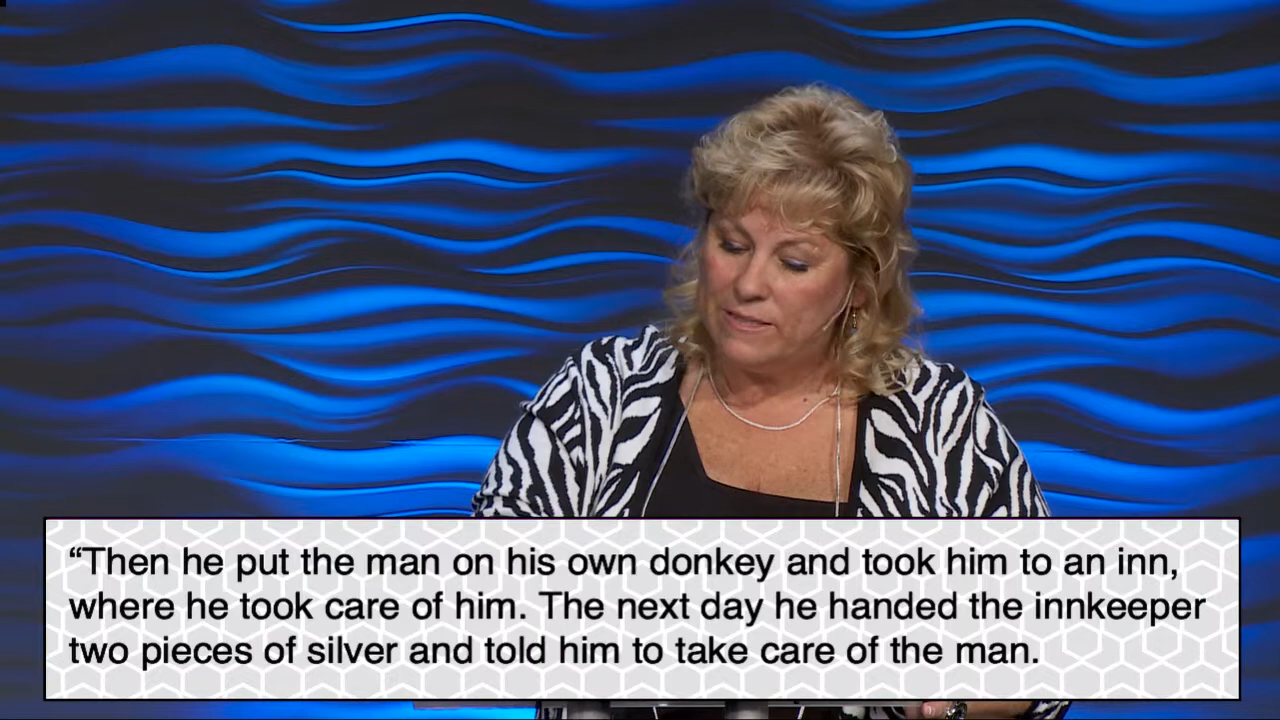 “Then he put the man on his own donkey and took him to an inn,
where he took care of him. The next day he handed the innkeeper
two pieces of silver and told him to take care of the man.